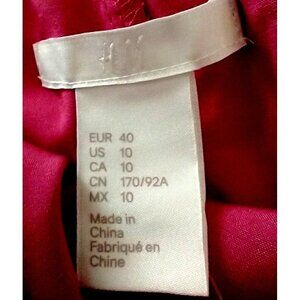 EUR 40
US 10
CA 10
CN 170/92A
MX 10
Made in
China
Fabriqué en
Chine